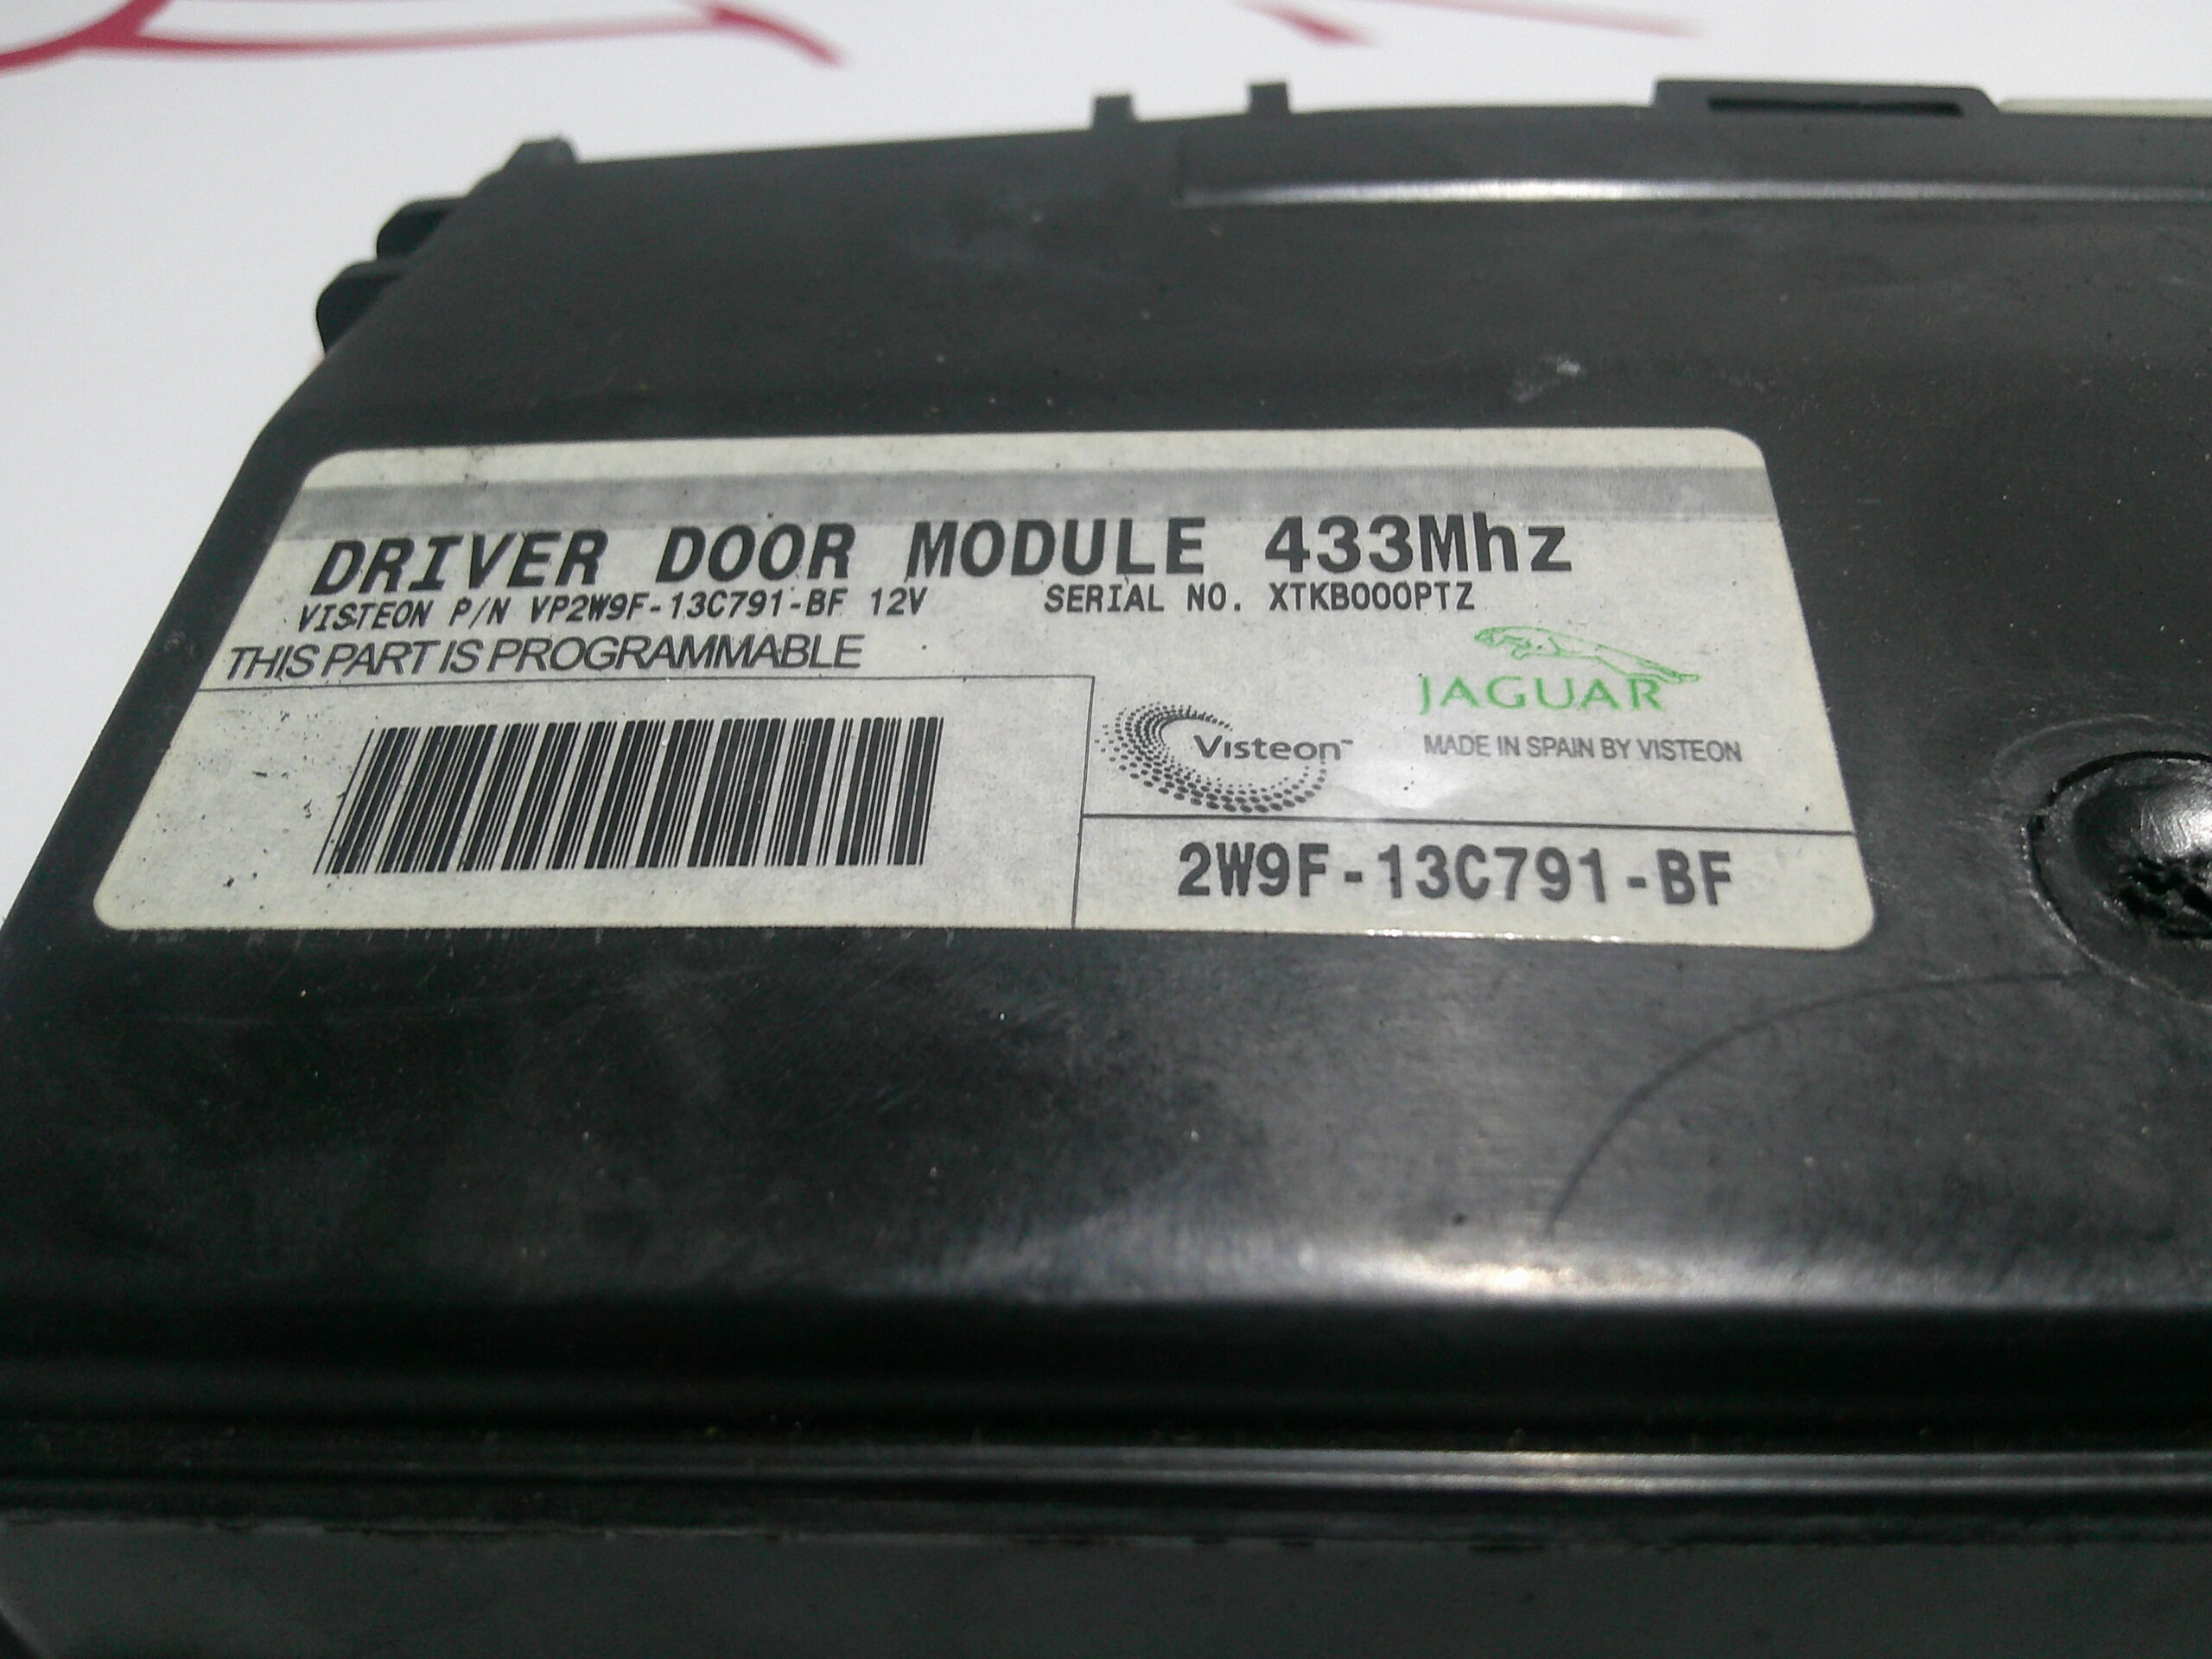 DRIVER DOOR MODULE 433Mhz
VISTEON P/N VP2W9F-13C791-BF 12V SERIAL NO. XTKB000PTZ
THIS PART IS PROGRAMMABLE
JAGUAR
Visteon™
MADE IN SPAIN BY VISTEON
2W9F-13C791-BF